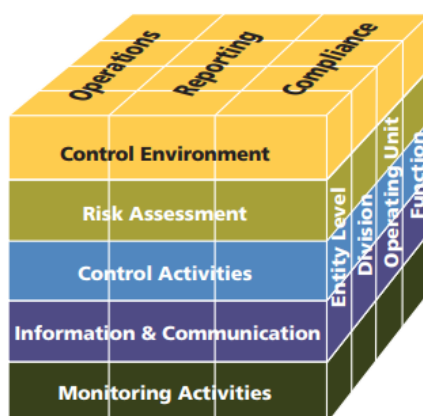 Operations
Reporting
Compliance
Control Environment
Risk Assessment
Control Activities
Information & Communication
Monitoring Activities
Entity Level
Division
Operating Unit
Function